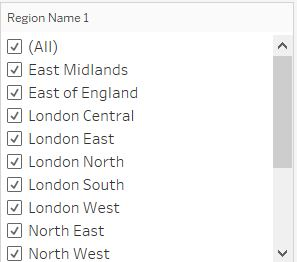 Region Name 1
(All)
East Midlands
East of England
London Central
London East
London North
London South
London West
North East
North West